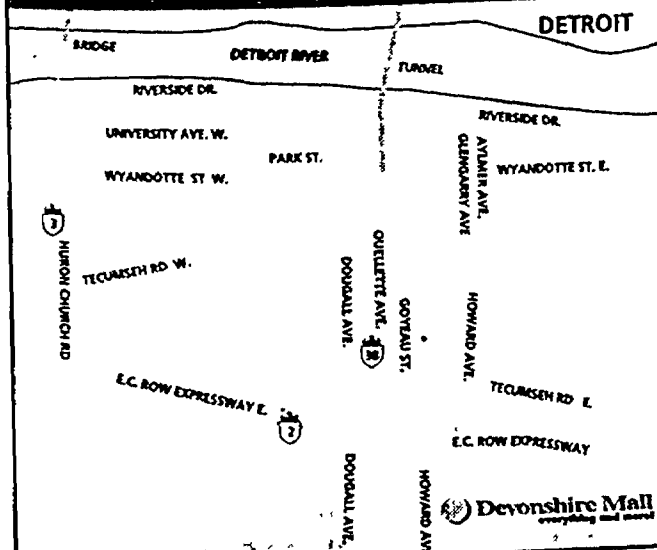 DETROIT
BRIDGE
DETROIT RIVER
TUNNEL
RIVERSIDE DR.
RIVERSIDE DR.
UNIVERSITY AVE. W.
PARK ST.
WYANDOTTE ST W.
AYLMER AVE.
GLENGARRY AVE
WYANDOTTE ST. E.
3
HURON CHURCH RD
TECUMSEH RD W.
DOUGALL AVE.
OUELLETTE AVE.
GOYEAU ST.
HOWARD AVE.
3B
TECUMSEH RD E.
E.C. ROW EXPRESSWAY E.
2
E.C. ROW EXPRESSWAY
DOUGALL AVE.
HOWARD AVE
Devonshire Mall
everything and more!